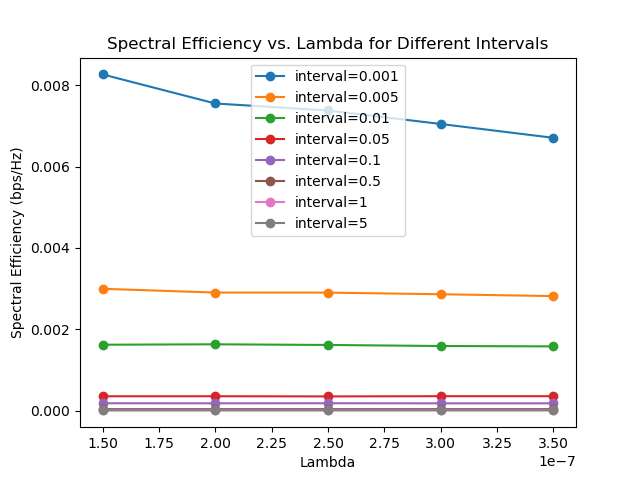 Spectral Efficiency vs. Lambda for Different Intervals
Spectral Efficiency (bps/Hz)
0.008
0.006
0.004
0.002
0.000
interval=0.001
interval=0.005
interval=0.01
interval=0.05
interval=0.1
interval=0.5
interval=1
interval=5
1.50 1.75 2.00 2.25 2.50 2.75 3.00 3.25 3.50
1e−7
Lambda